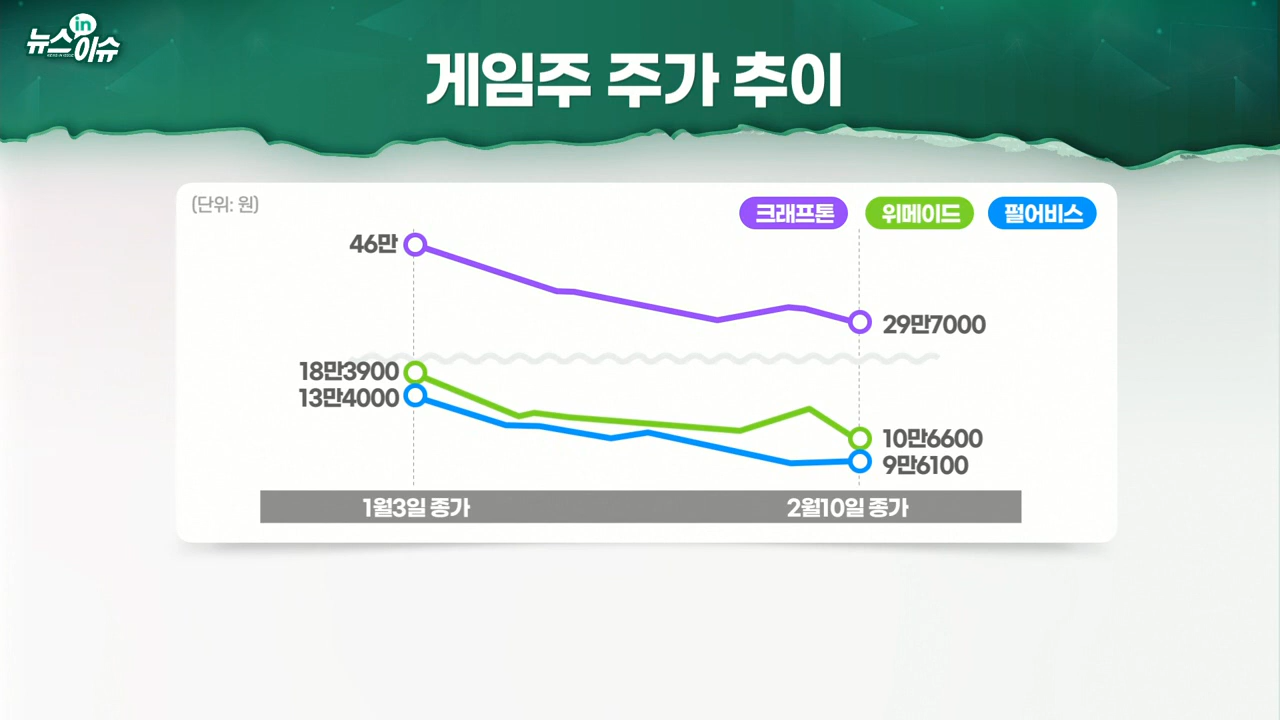 뉴스in이슈
게임주 주가 추이
(단위: 원)
크래프톤 위메이드 펄어비스
46만
29만7000
18만3900
13만4000
10만6600
9만6100
1월3일 종가 2월10일 종가